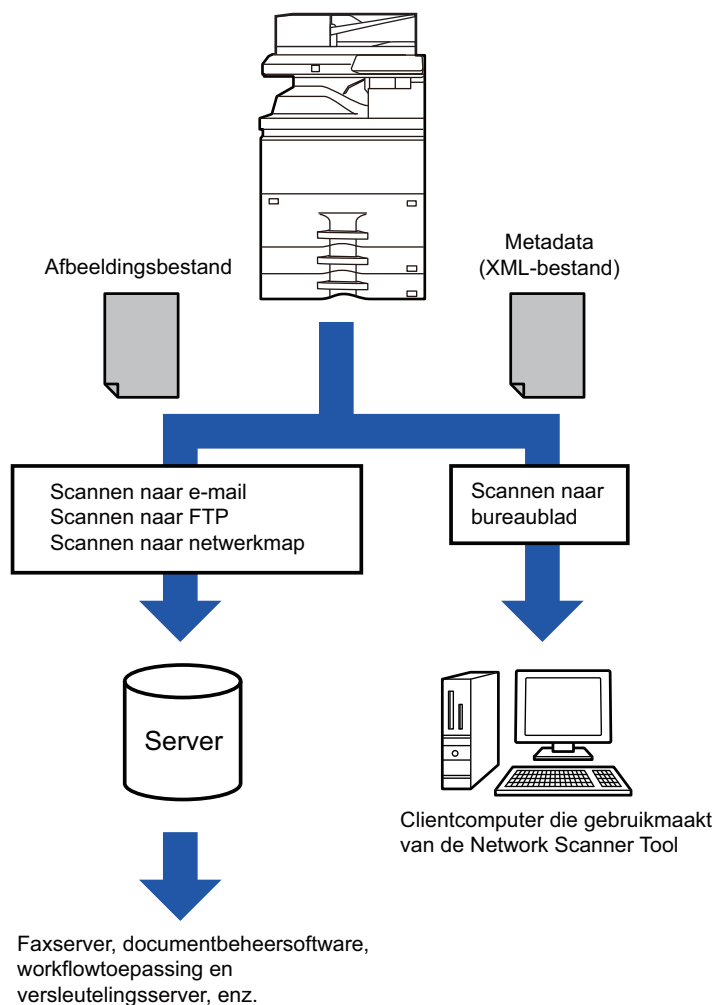 Afbeeldingsbestand
Metadata
(XML-bestand)
Scannen naar e-mail
Scannen naar FTP
Scannen naar netwerkmap
Scannen naar
bureaublad
Server
Clientcomputer die gebruikmaakt
van de Network Scanner Tool
Faxserver, documentbeheersoftware,
workflowtoepassing en
versleutelingsserver, enz.